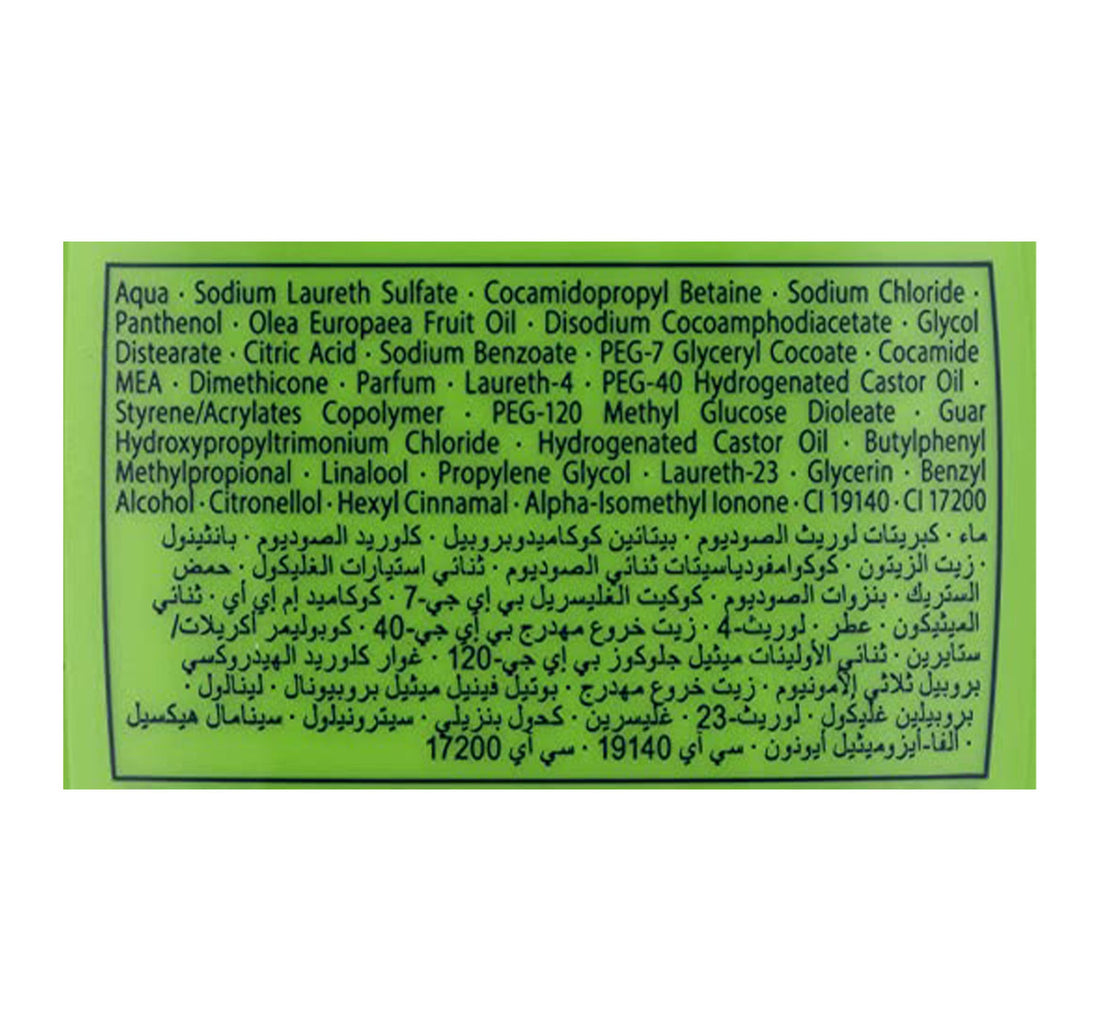 Aqua · Sodium Laureth Sulfate · Cocamidopropyl Betaine · Sodium Chloride ·
Panthenol · Olea Europaea Fruit Oil · Disodium Cocoamphodiacetate · Glycol
Distearate · Citric Acid · Sodium Benzoate · PEG-7 Glyceryl Cocoate · Cocamide
MEA · Dimethicone · Parfum · Laureth-4 · PEG-40 Hydrogenated Castor Oil ·
Styrene/Acrylates Copolymer · PEG-120 Methyl Glucose Dioleate · Guar
Hydroxypropyltrimonium Chloride · Hydrogenated Castor Oil · Butylphenyl
Methylpropional · Linalool · Propylene Glycol · Laureth-23 · Glycerin · Benzyl
Alcohol · Citronellol · Hexyl Cinnamal · Alpha-Isomethyl Ionone · CI 19140 · CI 17200
ماء · كبريتات لوريث الصوديوم · بيتانين كوكاميدوبروبيل · كلوريد الصوديوم · بانثينول
· زيت الزيتون · كوكوامفودياسيتات ثنائي الصوديوم · ثنائي استيارات الغليكول · حمض
الستريك · بنزوات الصوديوم · كوكيت الغليسريل بي إي جي-7 · كوكاميد إم إي أي · ثنائي
الميثيكون · عطر · لوريث-4 · زيت خروع مهدرج بي إي جي-40 · كوبوليمر أكريلات/
ستايرين · ثنائي الأولينات ميثيل جلوكوز بي إي جي-120 · غوار كلوريد الهيدروكسي
بروبيل ثلاثي الأمونيوم · زيت خروع مهدرج · بوتيل فينيل ميثيل بروبيونال · لينالول ·
بروبيلين غليكول · لوريث-23 · غليسرين · كحول بنزيلي · سيترونيلول · سينامال هيكسيل
· الفا-أيزوميثيل أيونون · سي أي 19140 · سي أي 17200